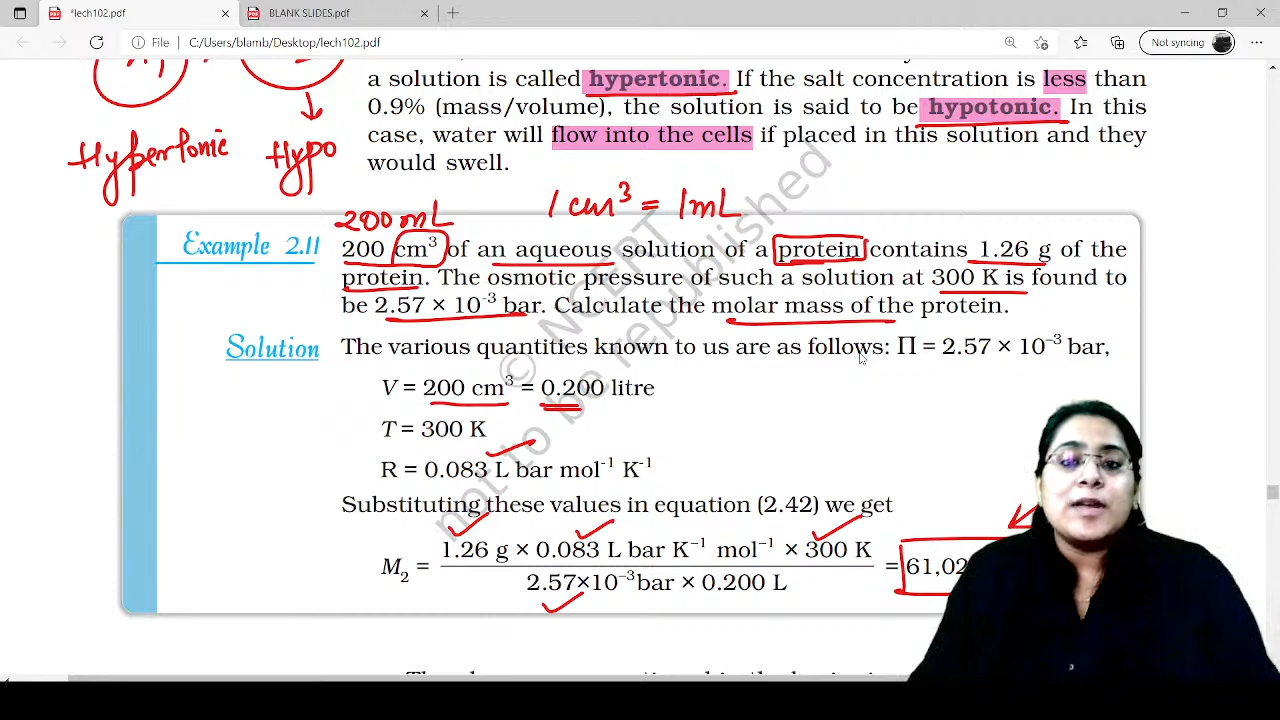 *lech102.pdf
BLANK SLIDES.pdf
File C:/Users/blamb/Desktop/lech102.pdf
Not syncing
a solution is called hypertonic. If the salt concentration is less than
0.9% (mass/volume), the solution is said to be hypotonic. In this
case, water will flow into the cells if placed in this solution and they
would swell.
Hypertonic Hypo
1 cm³ = 1mL
200 mL
Example 2.11
200 cm³ of an aqueous solution of a protein contains 1.26 g of the
protein. The osmotic pressure of such a solution at 300 K is found to
be 2.57 × 10⁻³ bar. Calculate the molar mass of the protein.
Solution
The various quantities known to us are as follows: Π = 2.57 × 10⁻³ bar,
V = 200 cm³ = 0.200 litre
T = 300 K
R = 0.083 L bar mol⁻¹ K⁻¹
Substituting these values in equation (2.42) we get
1.26 g × 0.083 L bar K⁻¹ mol⁻¹ × 300 K
M₂ = = 61,02
2.57×10⁻³ bar × 0.200 L
© NCERT
not to be republished